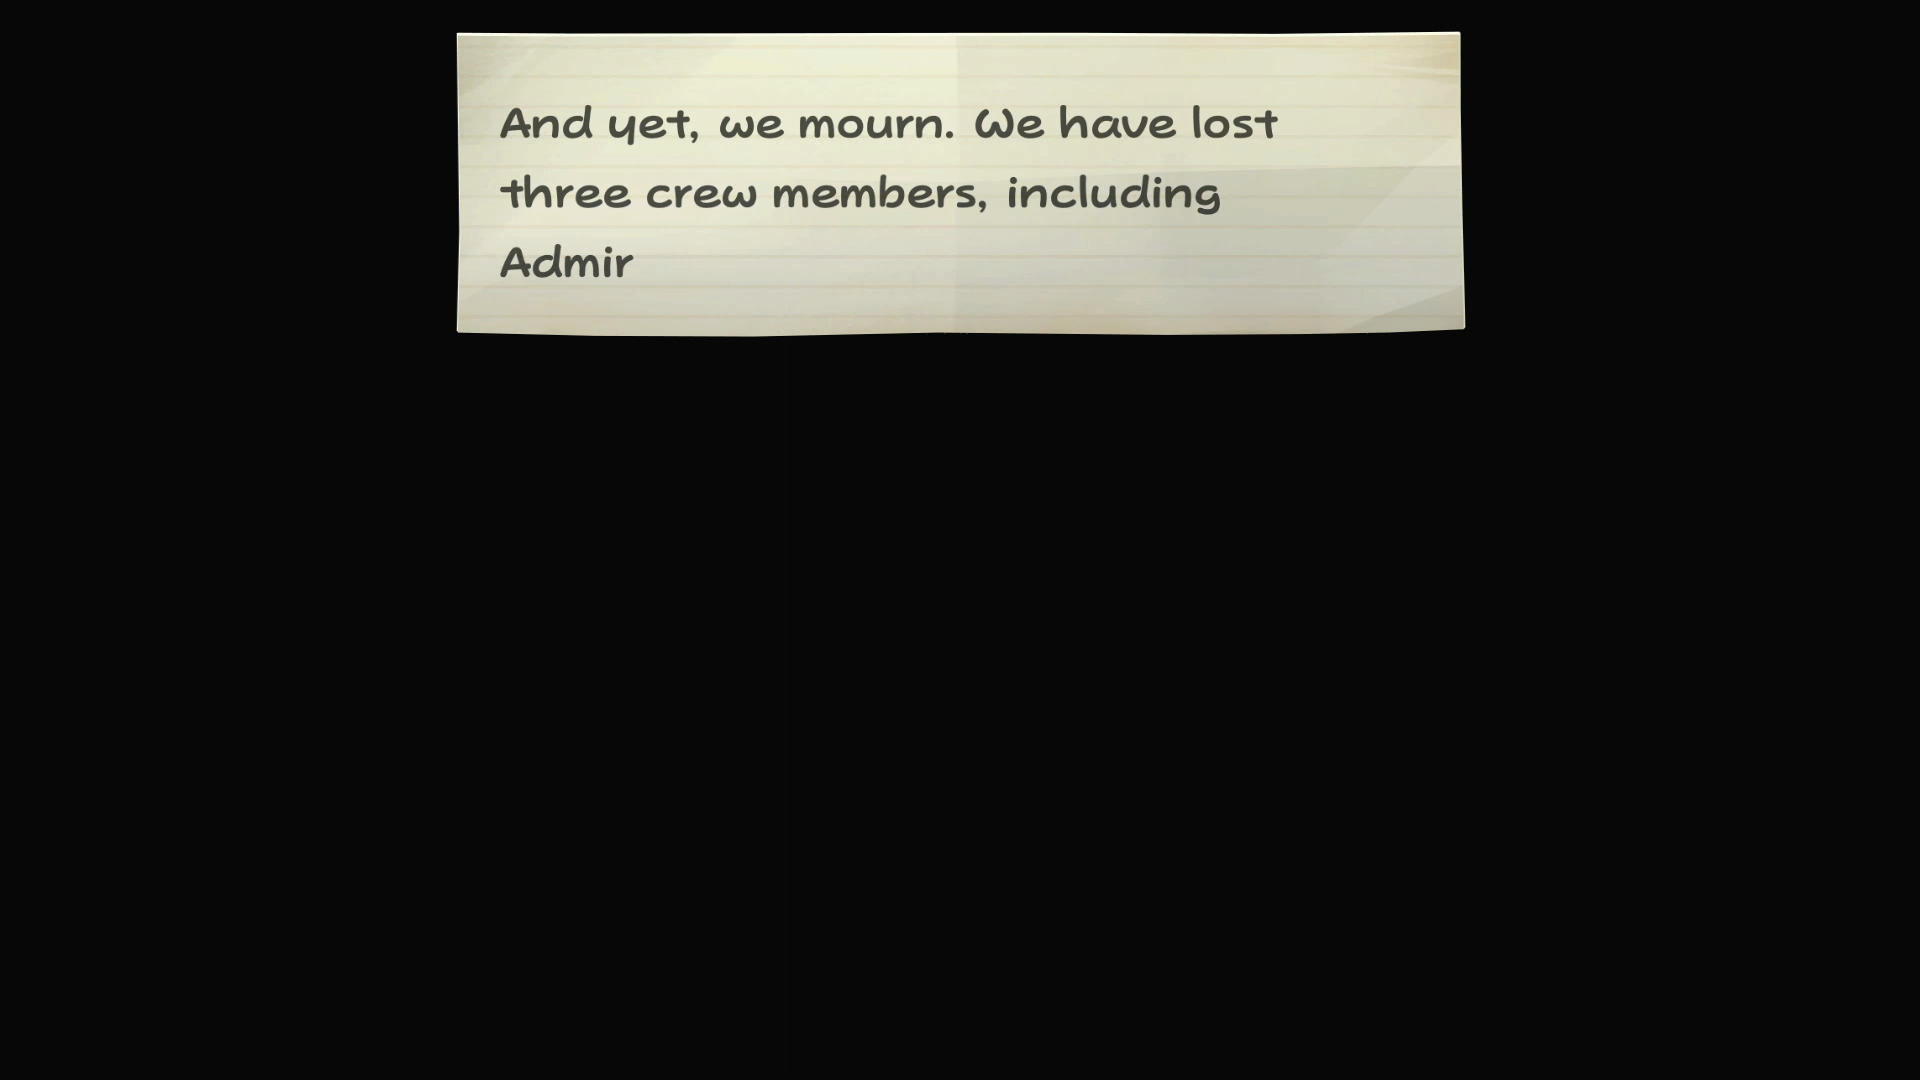 And yet, we mourn. We have lost
three crew members, including
Admir